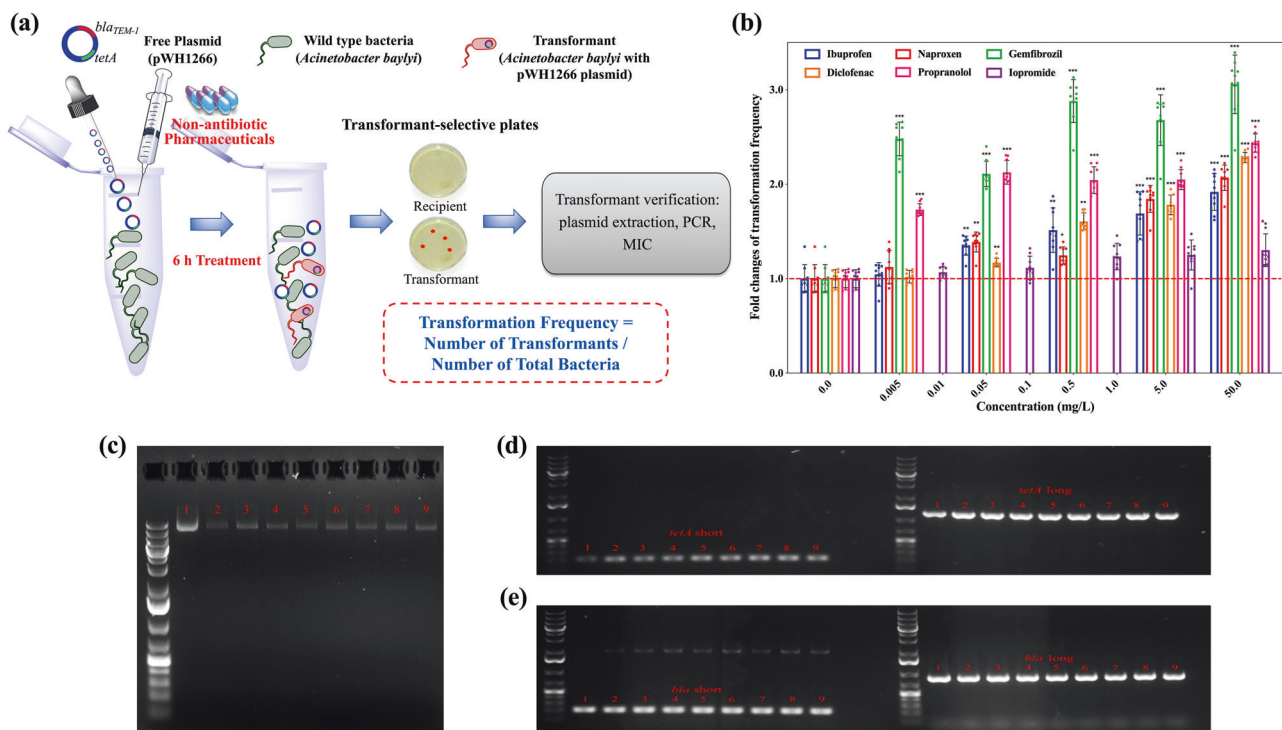 (a)
bla_TEM-1
tetA
Free Plasmid
(pWH1266)
Wild type bacteria
(Acinetobacter baylyi)
Transformant
(Acinetobacter baylyi with
pWH1266 plasmid)
Non-antibiotic
Pharmaceuticals
6 h Treatment
Transformant-selective plates
Recipient
Transformant
Transformant verification:
plasmid extraction, PCR,
MIC
Transformation Frequency =
Number of Transformants /
Number of Total Bacteria
(b)
Fold changes of transformation frequency
3.0
2.0
1.0
0.0
Ibuprofen
Naproxen
Gemfibrozil
Diclofenac
Propranolol
Iopromide
*** *** 
** ** ** ***
** *** ** ***
*** *** *** *** ***
*** *** *** *** ***
0.0
0.005
0.01
0.05
0.1
0.5
1.0
5.0
50.0
Concentration (mg/L)
(c)
1 2 3 4 5 6 7 8 9
(d)
tetA short
1 2 3 4 5 6 7 8 9
tetA long
1 2 3 4 5 6 7 8 9
(e)
bla short
1 2 3 4 5 6 7 8 9
bla long
1 2 3 4 5 6 7 8 9